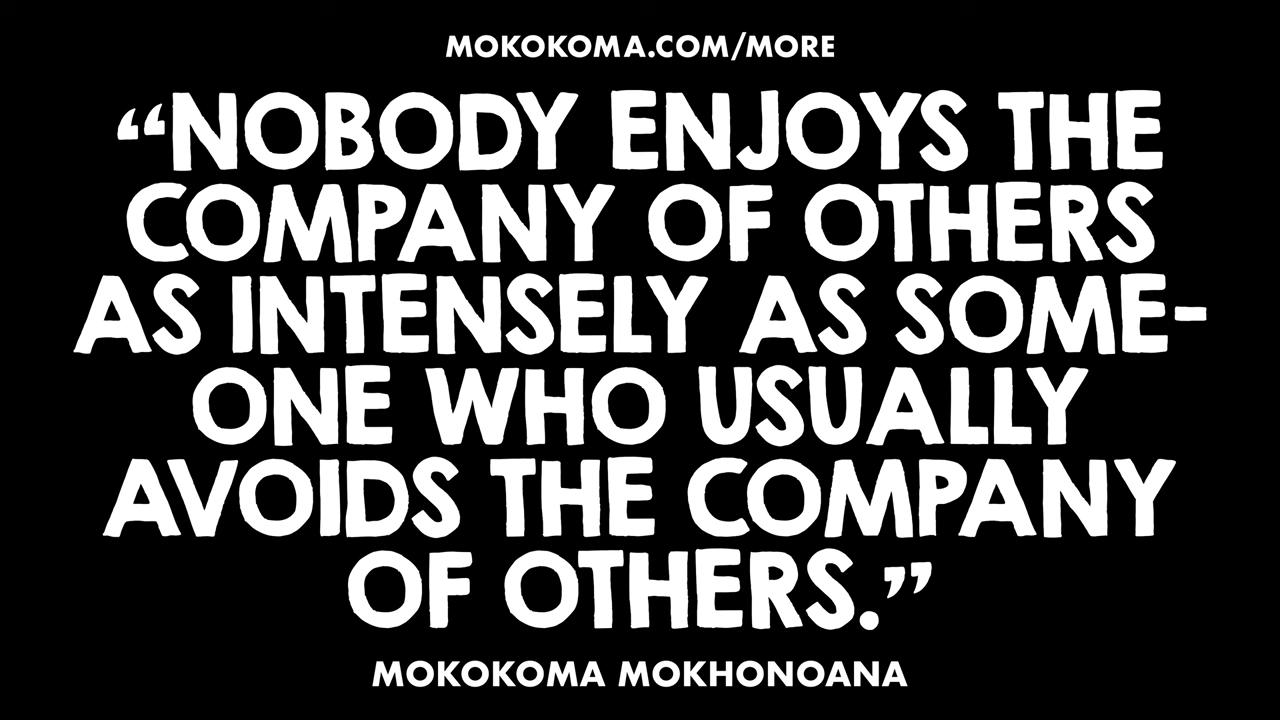 MOKOKOMA.COM/MORE
“NOBODY ENJOYS THE
COMPANY OF OTHERS
AS INTENSELY AS SOME-
ONE WHO USUALLY
AVOIDS THE COMPANY
OF OTHERS.”
MOKOKOMA MOKHONOANA